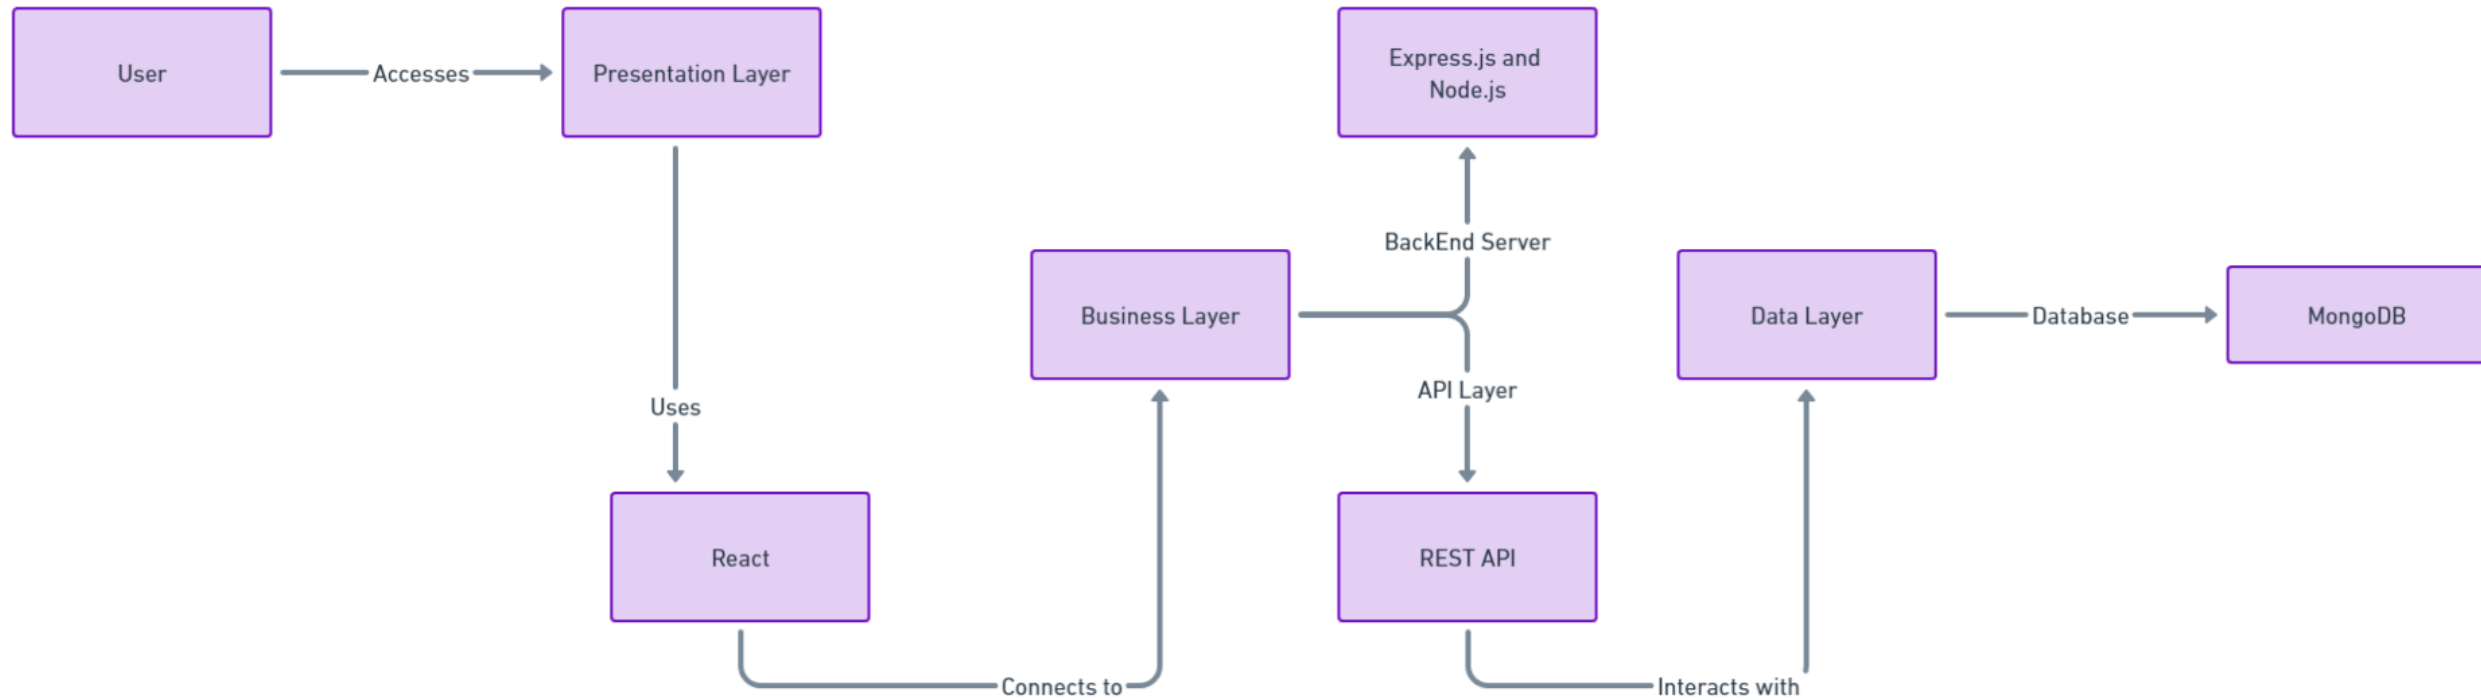 User
Accesses
Presentation Layer
Express.js and
Node.js
BackEnd Server
Business Layer
Data Layer
Database
MongoDB
API Layer
Uses
React
REST API
Connects to
Interacts with